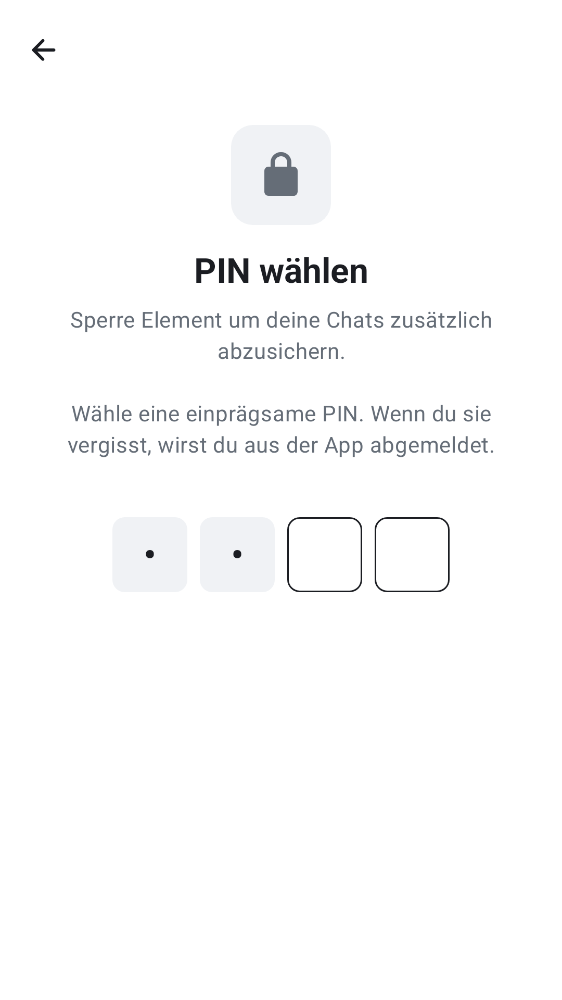 PIN wählen
Sperre Element um deine Chats zusätzlich
abzusichern.
Wähle eine einprägsame PIN. Wenn du sie
vergisst, wirst du aus der App abgemeldet.